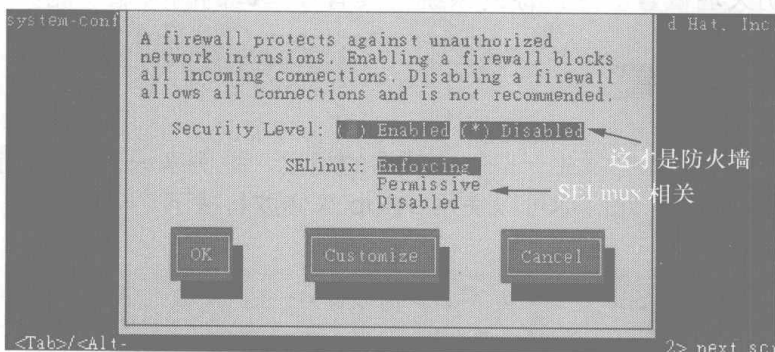 system-conf
d Hat, Inc
A firewall protects against unauthorized
network intrusions. Enabling a firewall blocks
all incoming connections. Disabling a firewall
allows all connections and is not recommended.
Security Level: ( ) Enabled (*) Disabled
这才是防火墙
SELinux: Enforcing
Permissive
Disabled
SELinux 相关
OK
Customize
Cancel
<Tab>/<Alt-
2> next scr